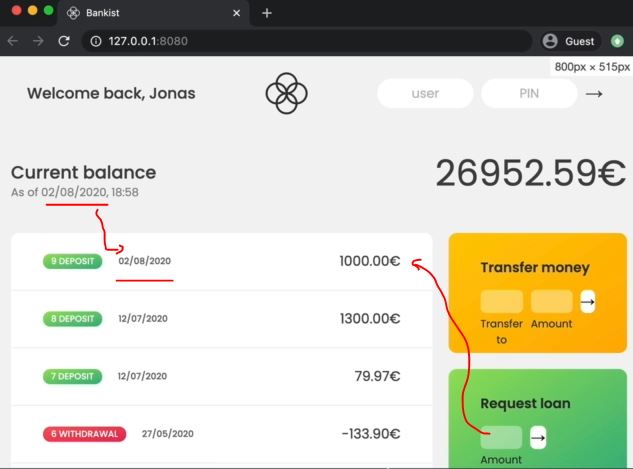 Bankist
127.0.0.1:8080
Guest
800px × 515px
Welcome back, Jonas
user
PIN
→
Current balance
As of 02/08/2020, 18:58
26952.59€
9 DEPOSIT 02/08/2020 1000.00€
8 DEPOSIT 12/07/2020 1300.00€
7 DEPOSIT 12/07/2020 79.97€
6 WITHDRAWAL 27/05/2020 -133.90€
Transfer money
→
Transfer to
Amount
Request loan
→
Amount